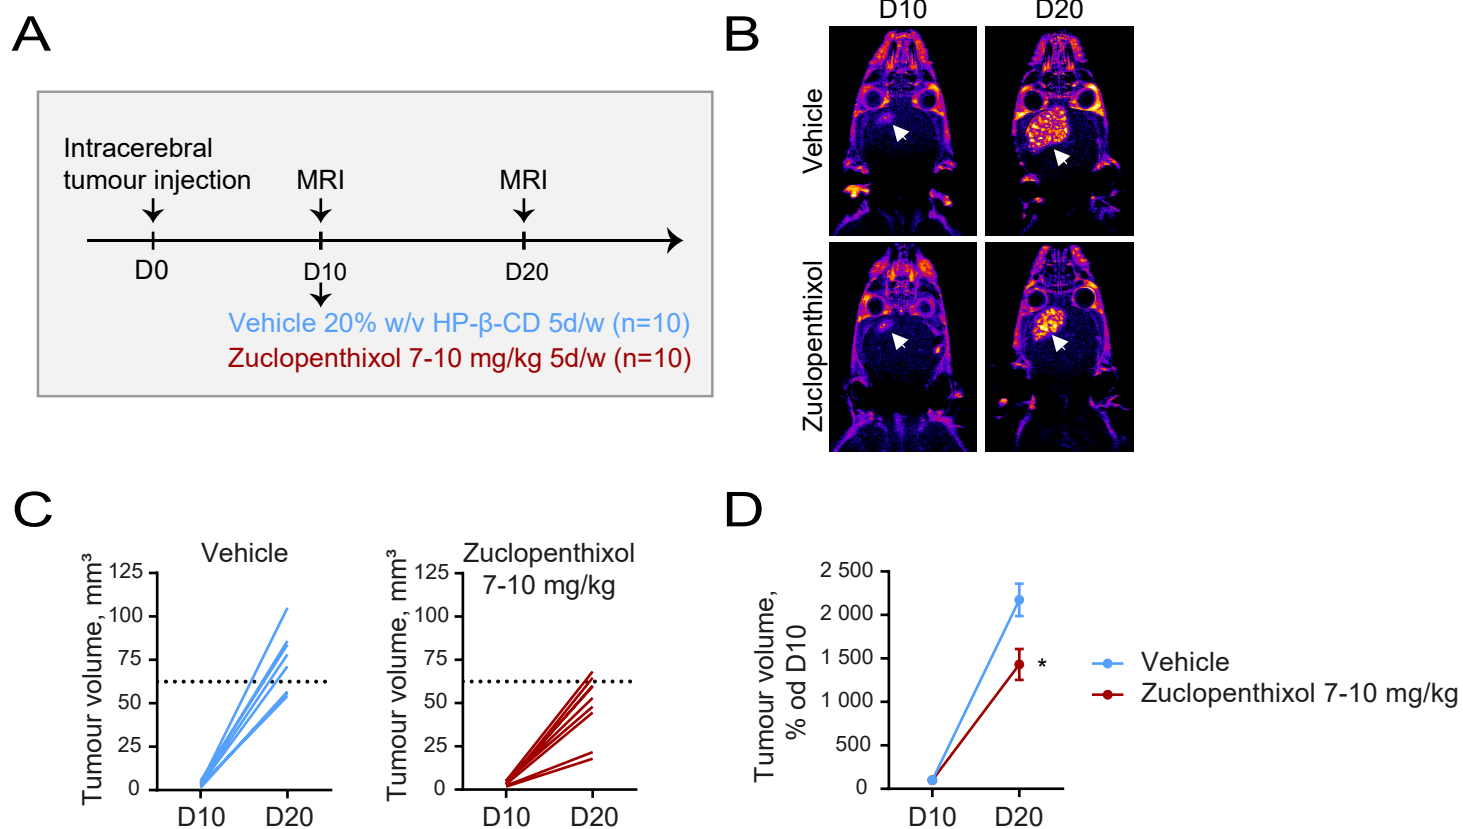 A
Intracerebral
tumour injection
MRI
MRI
D0
D10
D20
Vehicle 20% w/v HP-β-CD 5d/w (n=10)
Zuclopenthixol 7-10 mg/kg 5d/w (n=10)
B
D10
D20
Vehicle
Zuclopenthixol
C
Vehicle
Tumour volume, mm³
125
100
75
50
25
0
D10
D20
Zuclopenthixol
7-10 mg/kg
Tumour volume, mm³
125
100
75
50
25
0
D10
D20
D
Tumour volume,
% od D10
2 500
2 000
1 500
1 000
500
0
D10
D20
*
Vehicle
Zuclopenthixol 7-10 mg/kg